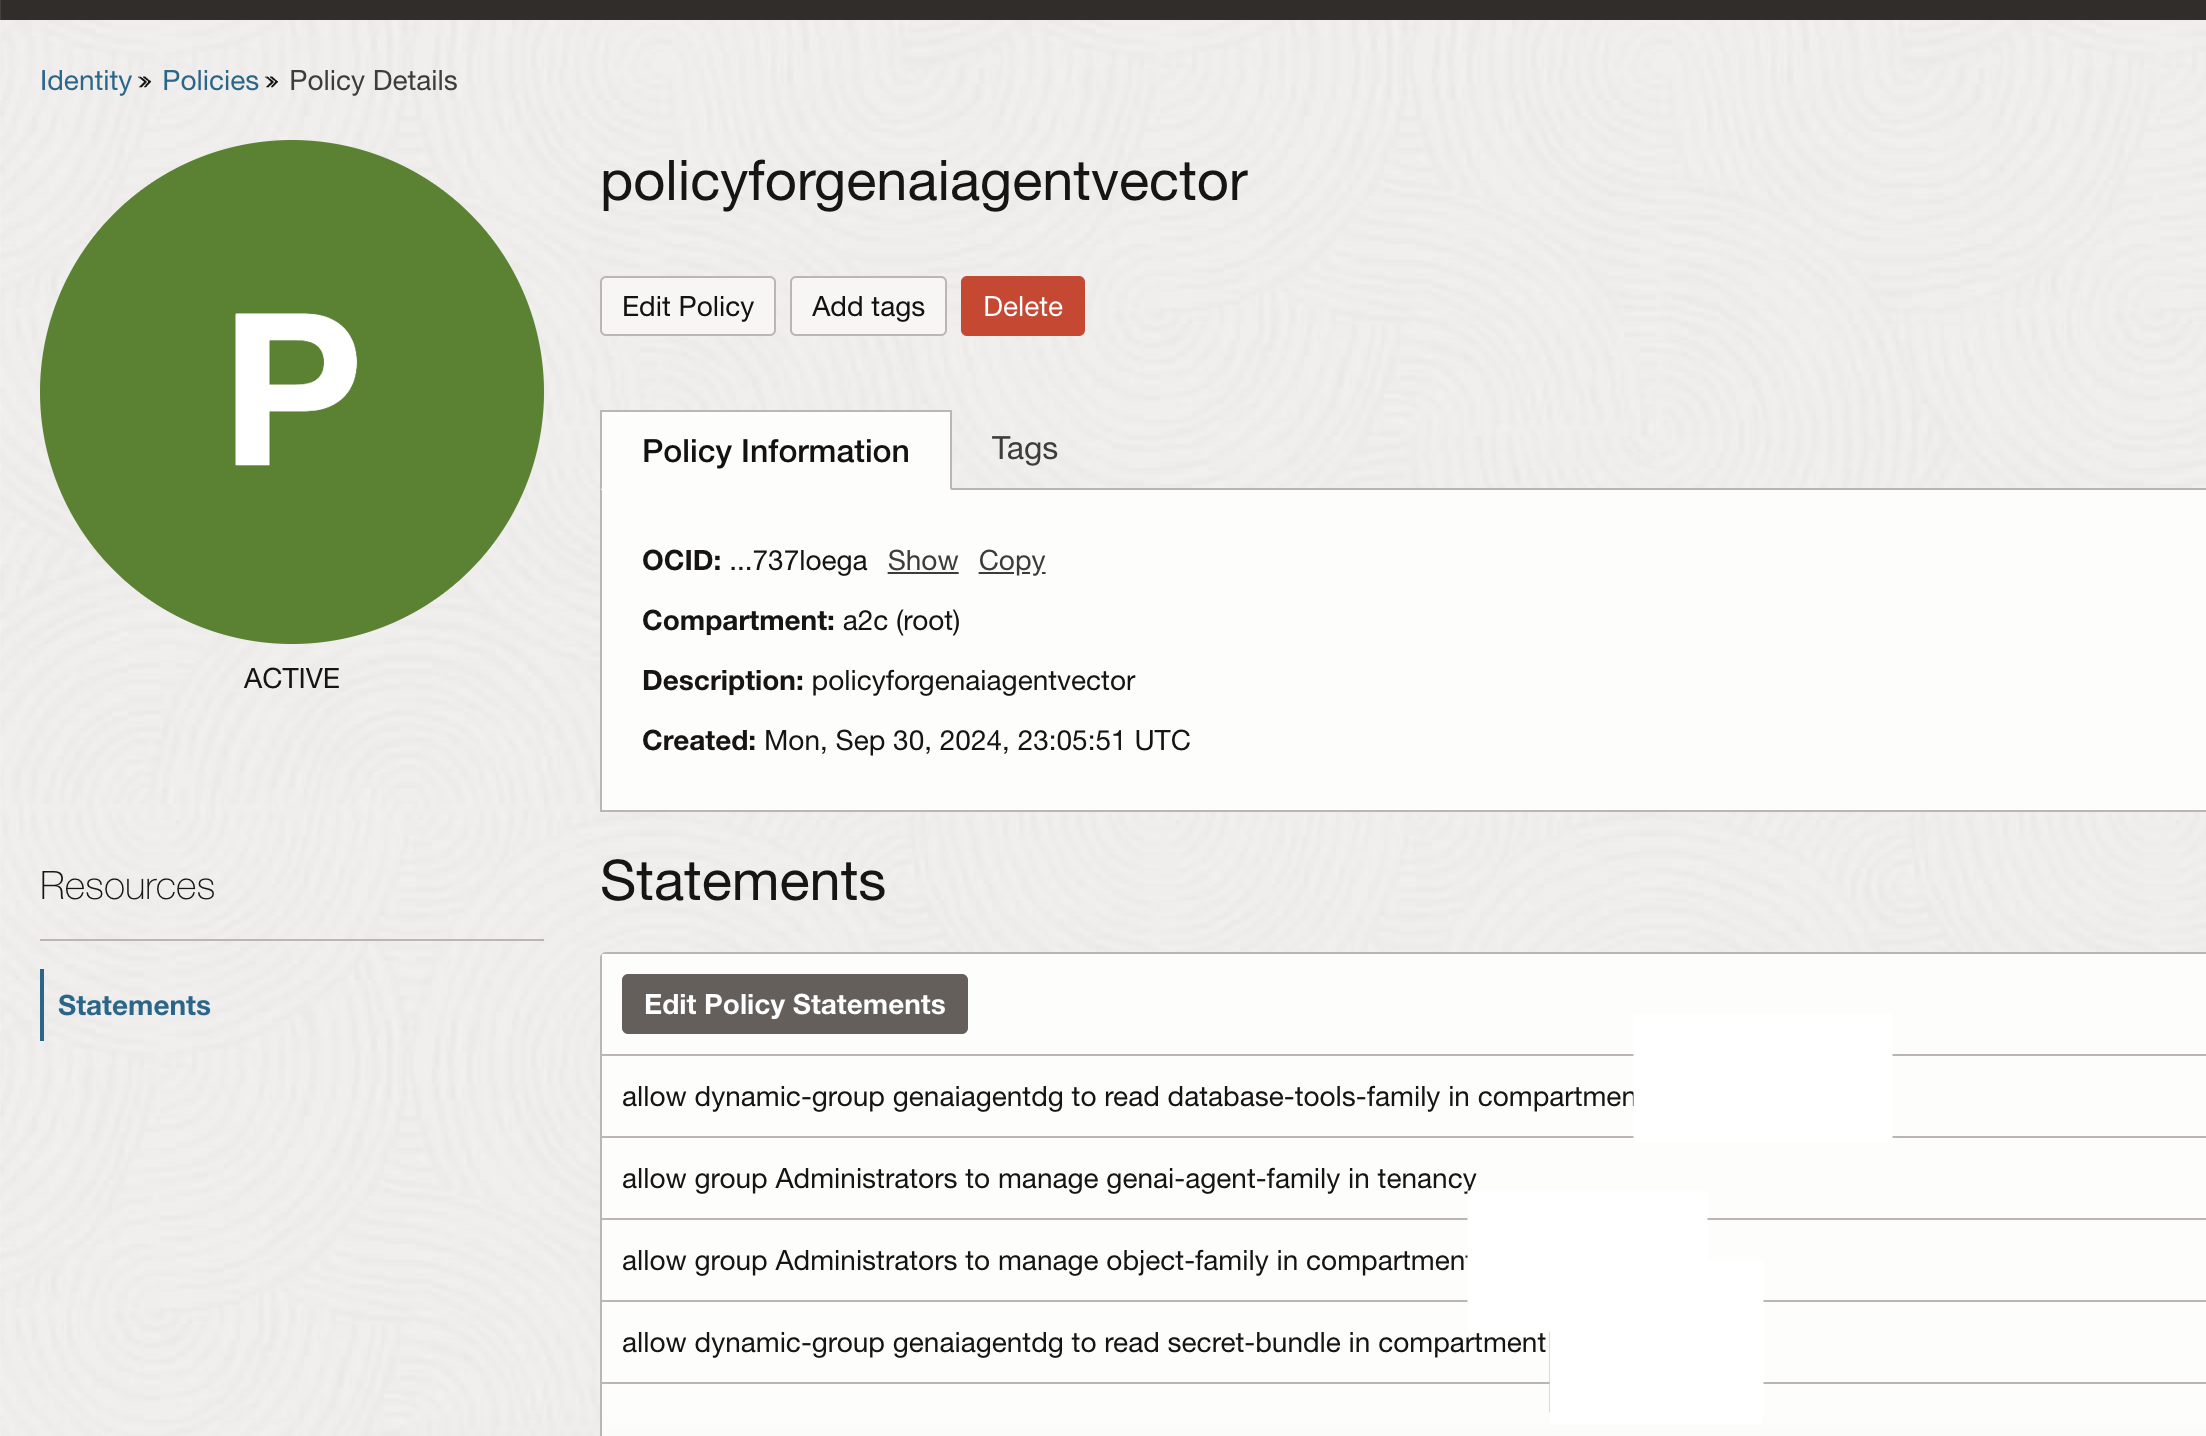 Identity » Policies » Policy Details
P
ACTIVE
policyforgenaiagentvector
Edit Policy Add tags Delete
Policy Information Tags
OCID: ...737loega Show Copy
Compartment: a2c (root)
Description: policyforgenaiagentvector
Created: Mon, Sep 30, 2024, 23:05:51 UTC
Resources
Statements
Statements
Edit Policy Statements
allow dynamic-group genaiagentdg to read database-tools-family in compartmen
allow group Administrators to manage genai-agent-family in tenancy
allow group Administrators to manage object-family in compartment
allow dynamic-group genaiagentdg to read secret-bundle in compartment